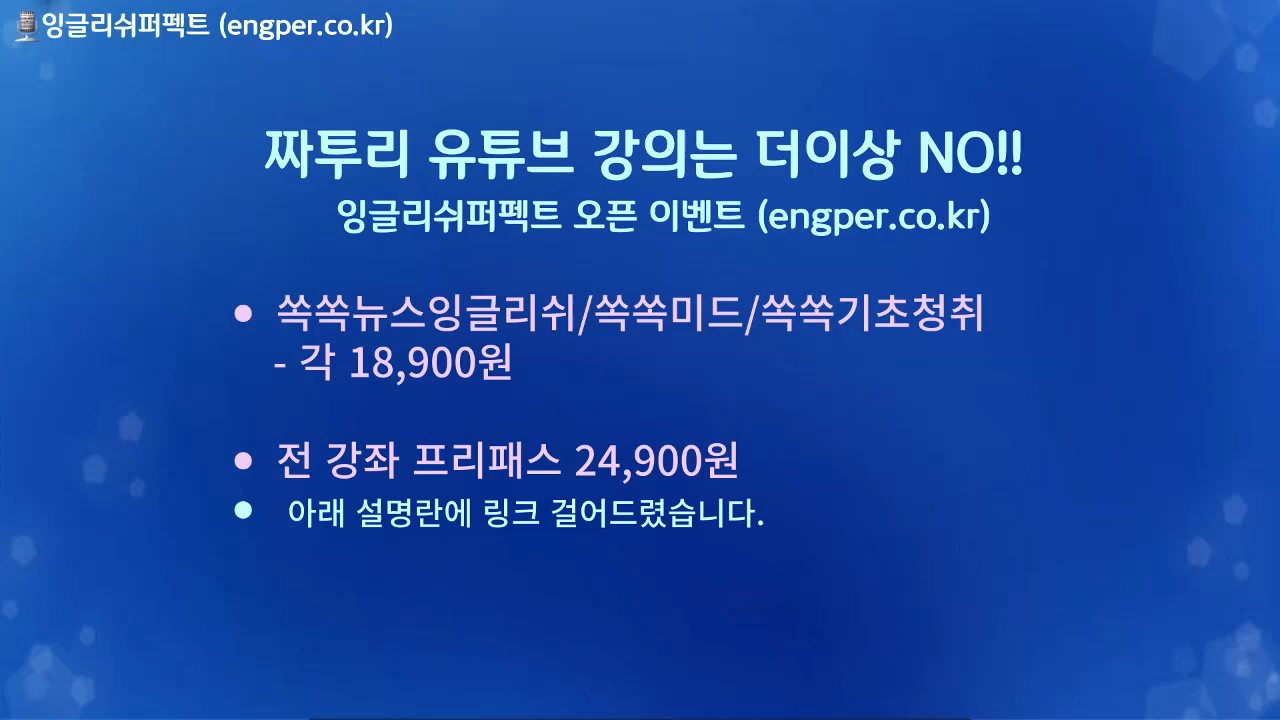 잉글리쉬퍼펙트 (engper.co.kr)
짜투리 유튜브 강의는 더이상 NO!!
잉글리쉬퍼펙트 오픈 이벤트 (engper.co.kr)
● 쏙쏙뉴스잉글리쉬/쏙쏙미드/쏙쏙기초청취
- 각 18,900원
● 전 강좌 프리패스 24,900원
● 아래 설명란에 링크 걸어드렸습니다.